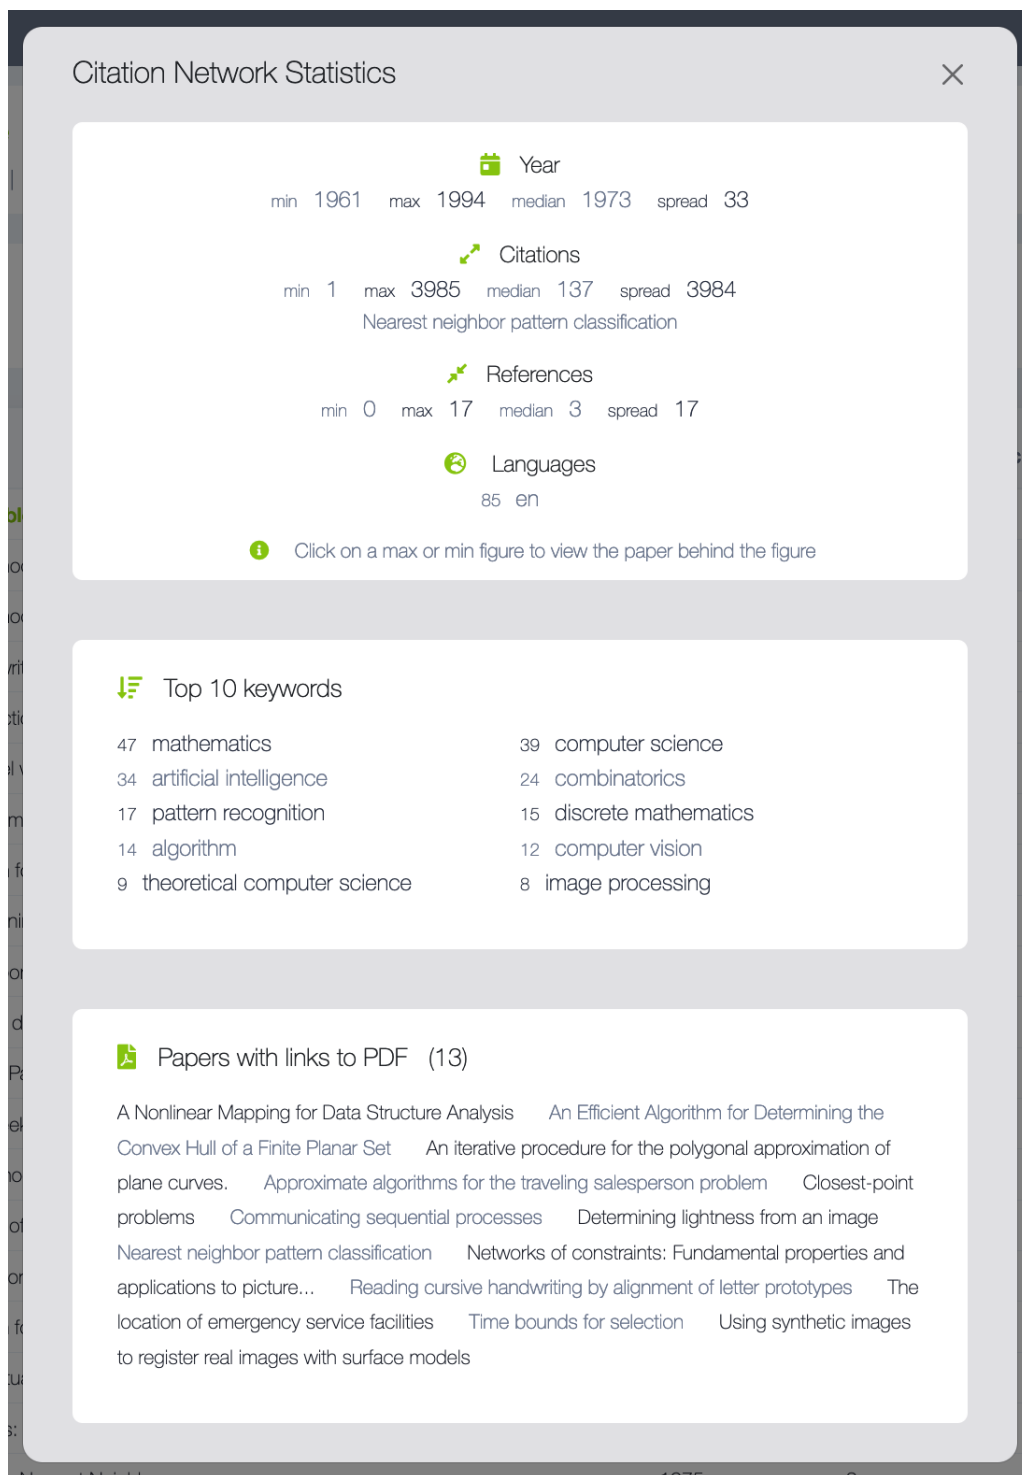 Citation Network Statistics
Year
min 1961 max 1994 median 1973 spread 33
Citations
min 1 max 3985 median 137 spread 3984
Nearest neighbor pattern classification
References
min 0 max 17 median 3 spread 17
Languages
85 en
Click on a max or min figure to view the paper behind the figure
Top 10 keywords
47 mathematics 39 computer science
34 artificial intelligence 24 combinatorics
17 pattern recognition 15 discrete mathematics
14 algorithm 12 computer vision
9 theoretical computer science 8 image processing
Papers with links to PDF (13)
A Nonlinear Mapping for Data Structure Analysis An Efficient Algorithm for Determining the
Convex Hull of a Finite Planar Set An iterative procedure for the polygonal approximation of
plane curves. Approximate algorithms for the traveling salesperson problem Closest-point
problems Communicating sequential processes Determining lightness from an image
Nearest neighbor pattern classification Networks of constraints: Fundamental properties and
applications to picture... Reading cursive handwriting by alignment of letter prototypes The
location of emergency service facilities Time bounds for selection Using synthetic images
to register real images with surface models